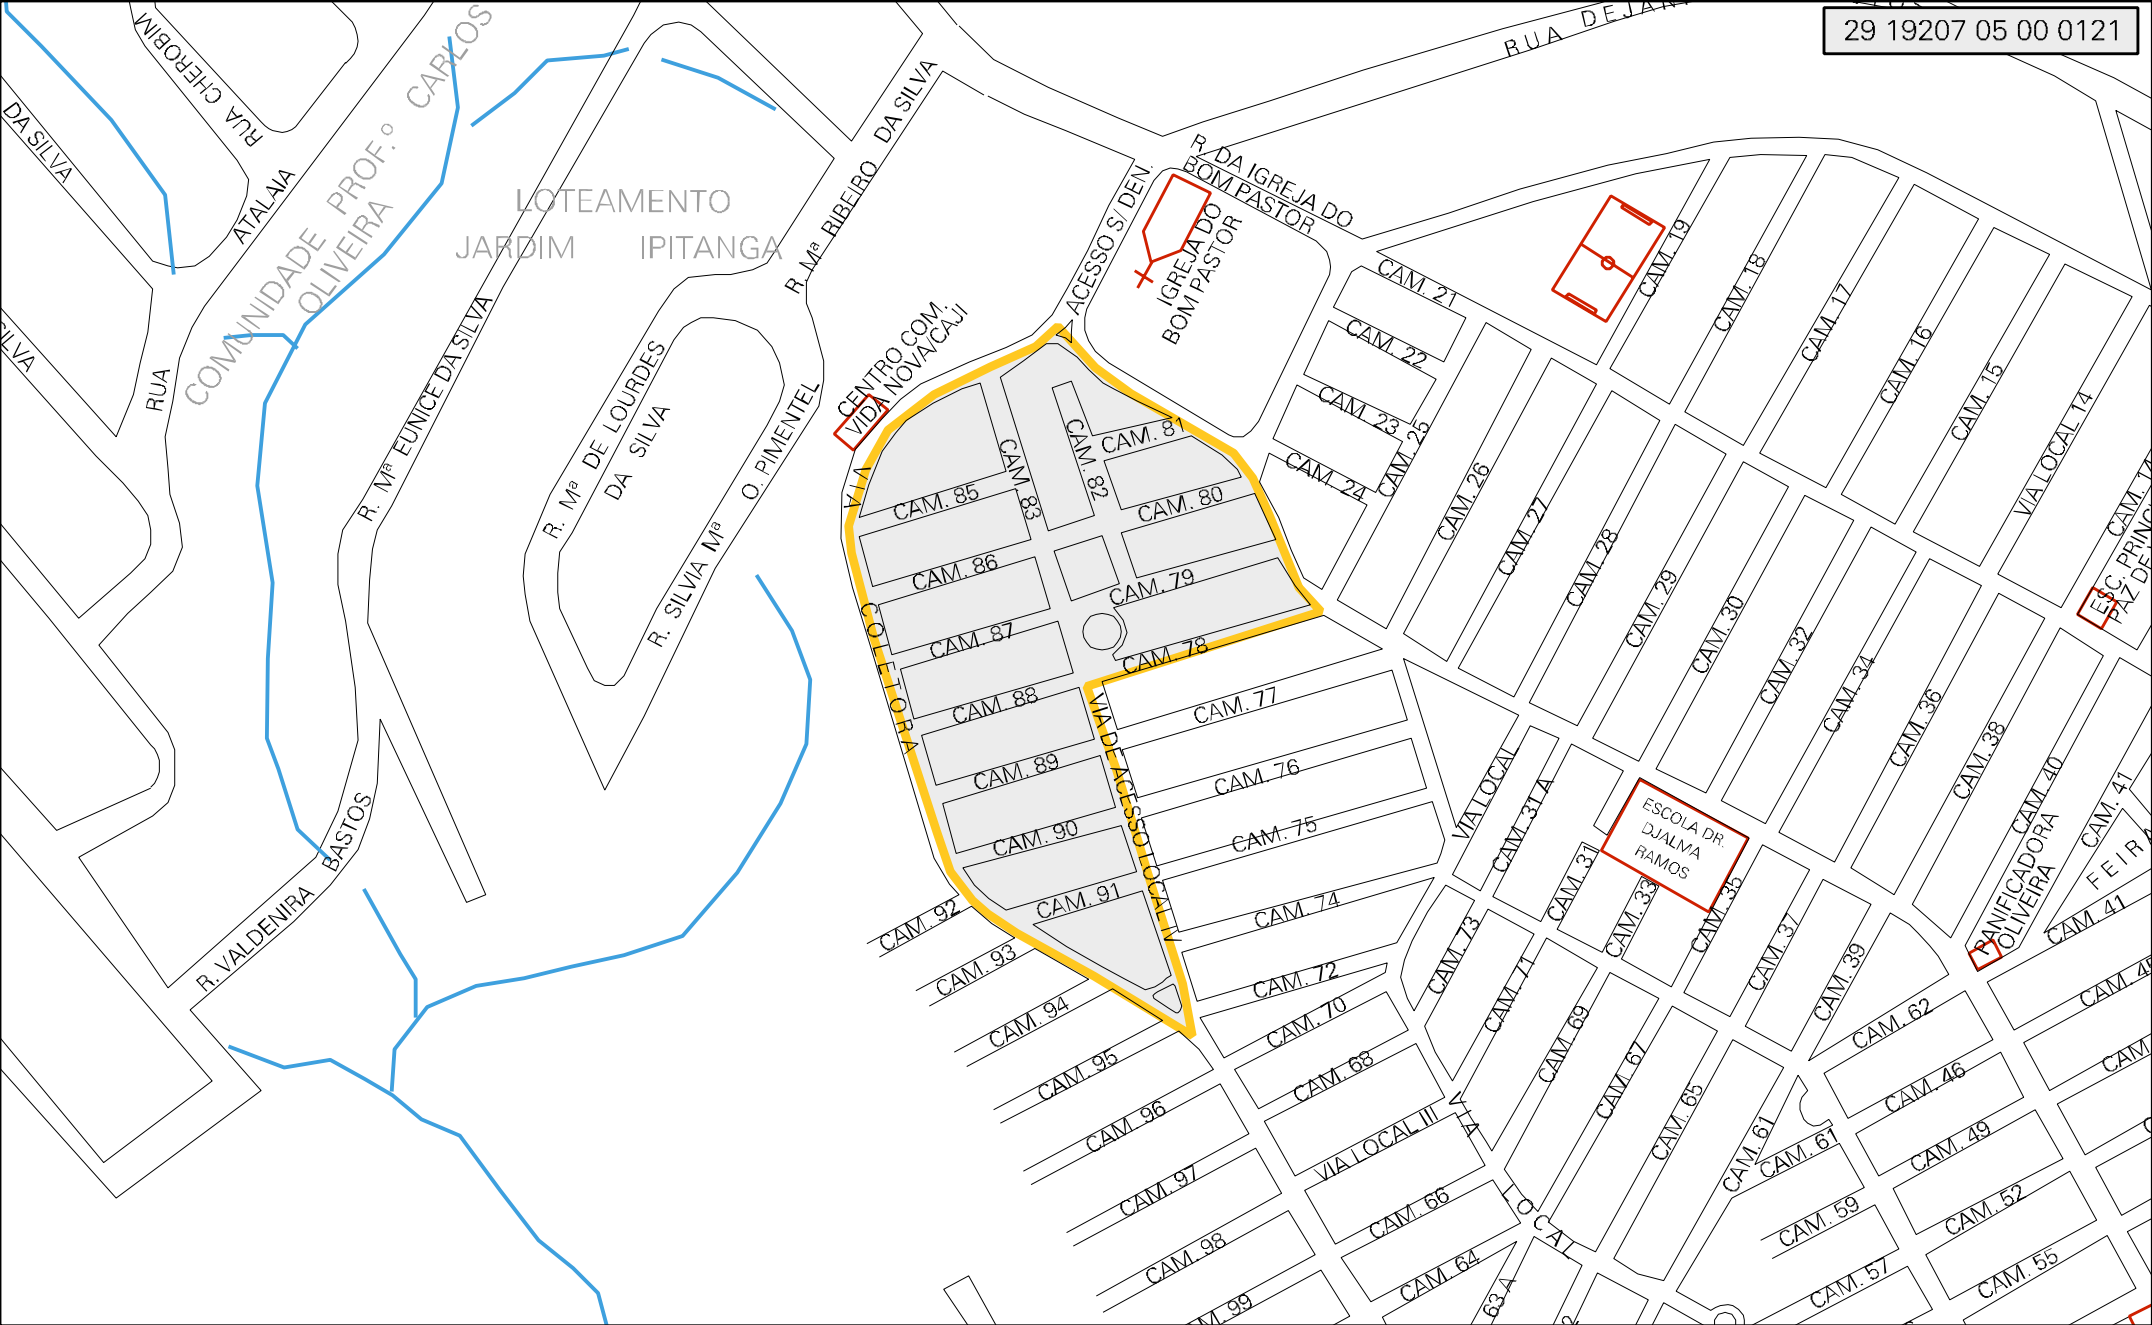 29 19207 05 00 0121
RUA CHEROBIM
DA SILVA
RUA ATALAIA
COMUNIDADE PROF.º CARLOS
OLIVEIRA
LOTEAMENTO
JARDIM IPITANGA
R. Mª RIBEIRO DA SILVA
R. Mª EUNICE DA SILVA
R. Mª DE LOURDES
DA SILVA
R. SILVIA Mª O. PIMENTEL
R. VALDENIRA BASTOS
CENTRO COM.
VIDA NOVA/CAJI
ACESSO S/ DEN.
R. DA IGREJA DO
BOM PASTOR
IGREJA DO
BOM PASTOR
VIA COLETORA
VIA DE ACESSO LOCAL IV
CAM. 81
CAM. 82
CAM. 83
CAM. 80
CAM. 79
CAM. 78
CAM. 85
CAM. 86
CAM. 87
CAM. 88
CAM. 89
CAM. 90
CAM. 91
CAM. 92
CAM. 93
CAM. 94
CAM. 95
CAM. 96
CAM. 97
CAM. 98
CAM. 77
CAM. 76
CAM. 75
CAM. 74
CAM. 72
CAM. 70
CAM. 68
VIA LOCAL III
CAM. 66
CAM. 64
63 A
CAM. 21
CAM. 22
CAM. 23
CAM. 24
CAM. 25
CAM. 26
CAM. 27
CAM. 28
CAM. 29
CAM. 30
CAM. 32
CAM. 34
CAM. 36
CAM. 38
CAM. 40
CAM. 41
CAM. 19
CAM. 18
CAM. 17
CAM. 16
CAM. 15
VIA LOCAL 14
ESCOLA DR.
DJALMA
RAMOS
VIA LOCAL
CAM. 31 A
CAM. 31
CAM. 33
CAM. 35
CAM. 37
CAM. 39
CAM. 73
CAM. 71
CAM. 69
CAM. 67
CAM. 65
CAM. 61
CAM. 61
VIA LOCAL
PANIFICADORA
OLIVEIRA
CAM. 41
CAM. 62
CAM. 46
CAM. 49
CAM. 52
CAM. 55
CAM. 59
CAM. 57